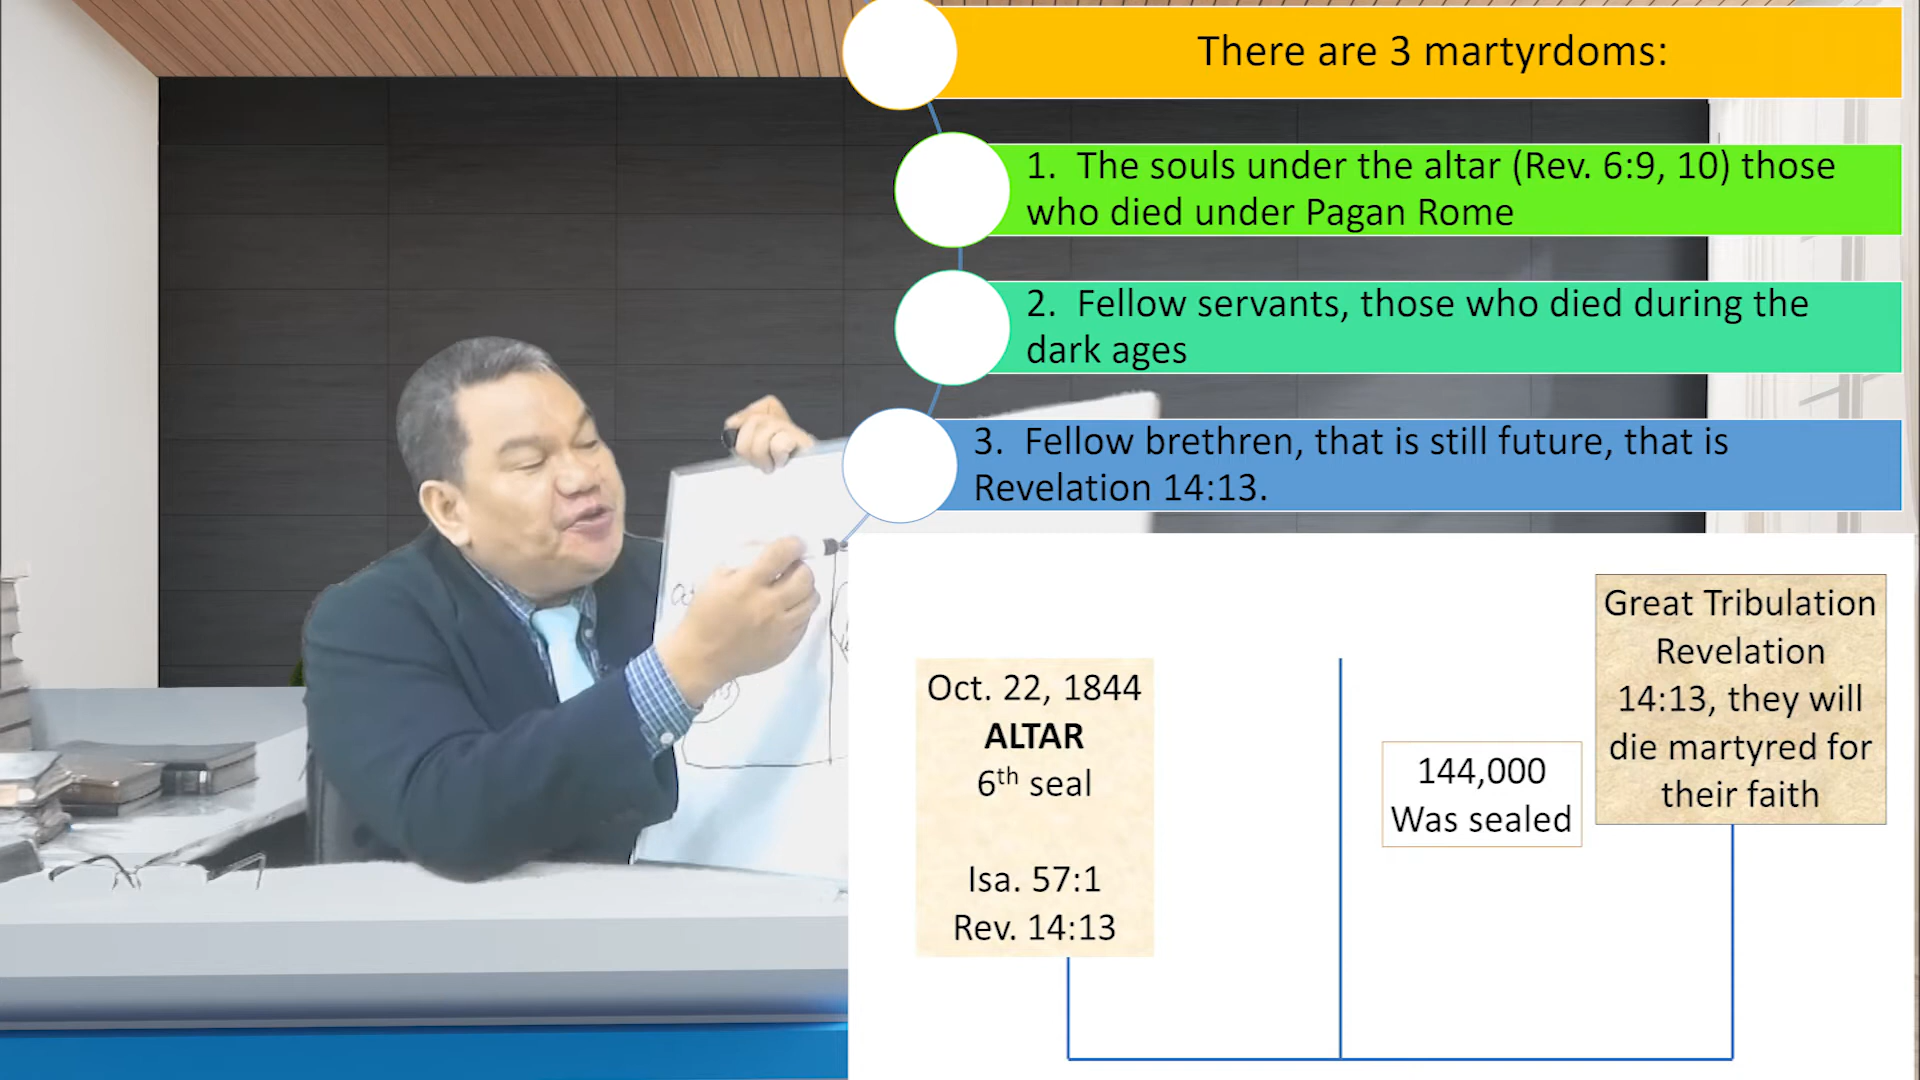 There are 3 martyrdoms:
1. The souls under the altar (Rev. 6:9, 10) those
who died under Pagan Rome
2. Fellow servants, those who died during the
dark ages
3. Fellow brethren, that is still future, that is
Revelation 14:13.
Oct. 22, 1844
ALTAR
6th seal
Isa. 57:1
Rev. 14:13
144,000
Was sealed
Great Tribulation
Revelation
14:13, they will
die martyred for
their faith